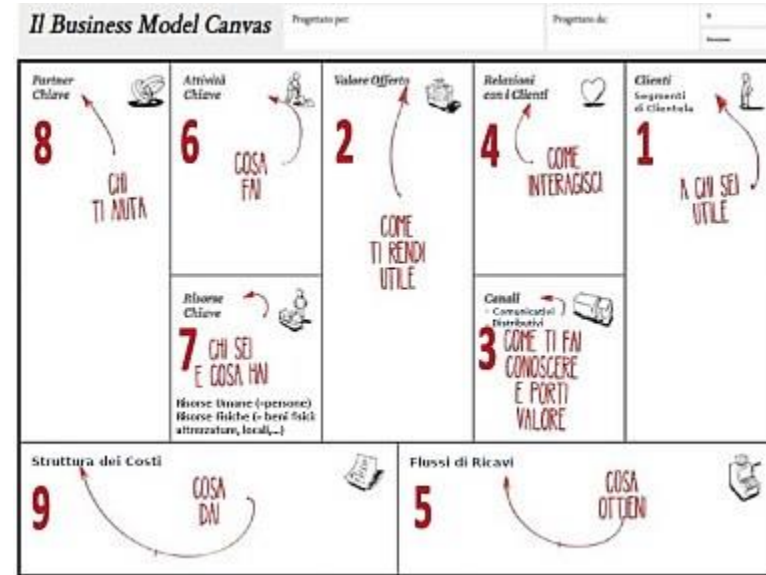 Il Business Model Canvas
Progettato per:
Progettato da:
Partner
Chiave
8
CHI
TI AIUTA
Attività
Chiave
6
COSA
FAI
Risorse
Chiave
7
CHI SEI
E COSA HAI
Risorse Umane (=persone)
Risorse Fisiche (= beni fisici
attrezzature, locali,...)
Valore Offerto
2
COME
TI RENDI
UTILE
Relazioni
con i Clienti
4
COME
INTERAGISCI
Canali
- Comunicativi
- Distributivi
3
COME TI FAI
CONOSCERE
E PORTI
VALORE
Clienti
Segmenti
di Clientela
1
A CHI SEI
UTILE
Struttura dei Costi
9
COSA
DAI
Flussi di Ricavi
5
COSA
OTTIENI